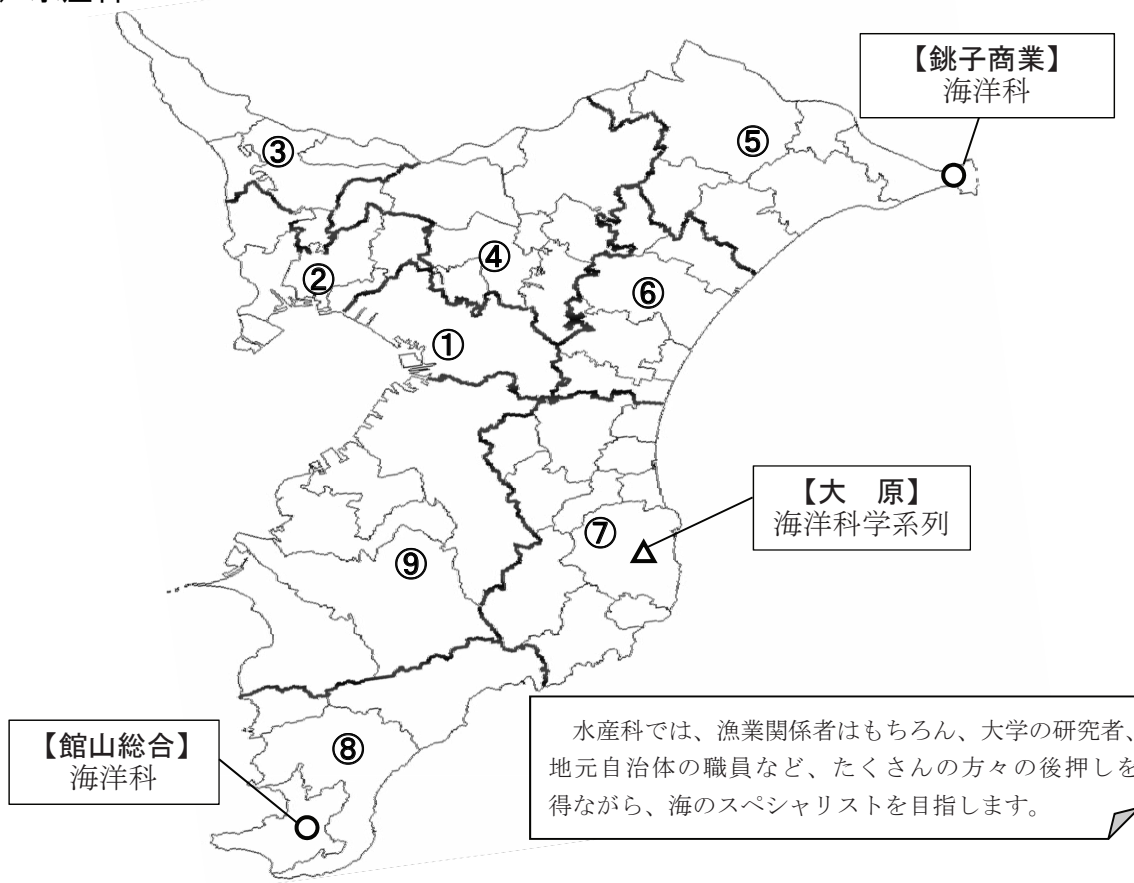 【銚子商業】
海洋科
③
⑤
④
②
⑥
①
【大　原】
海洋科学系列
⑦
⑨
【館山総合】
海洋科
⑧
水産科では、漁業関係者はもちろん、大学の研究者、
地元自治体の職員など、たくさんの方々の後押しを
得ながら、海のスペシャリストを目指します。